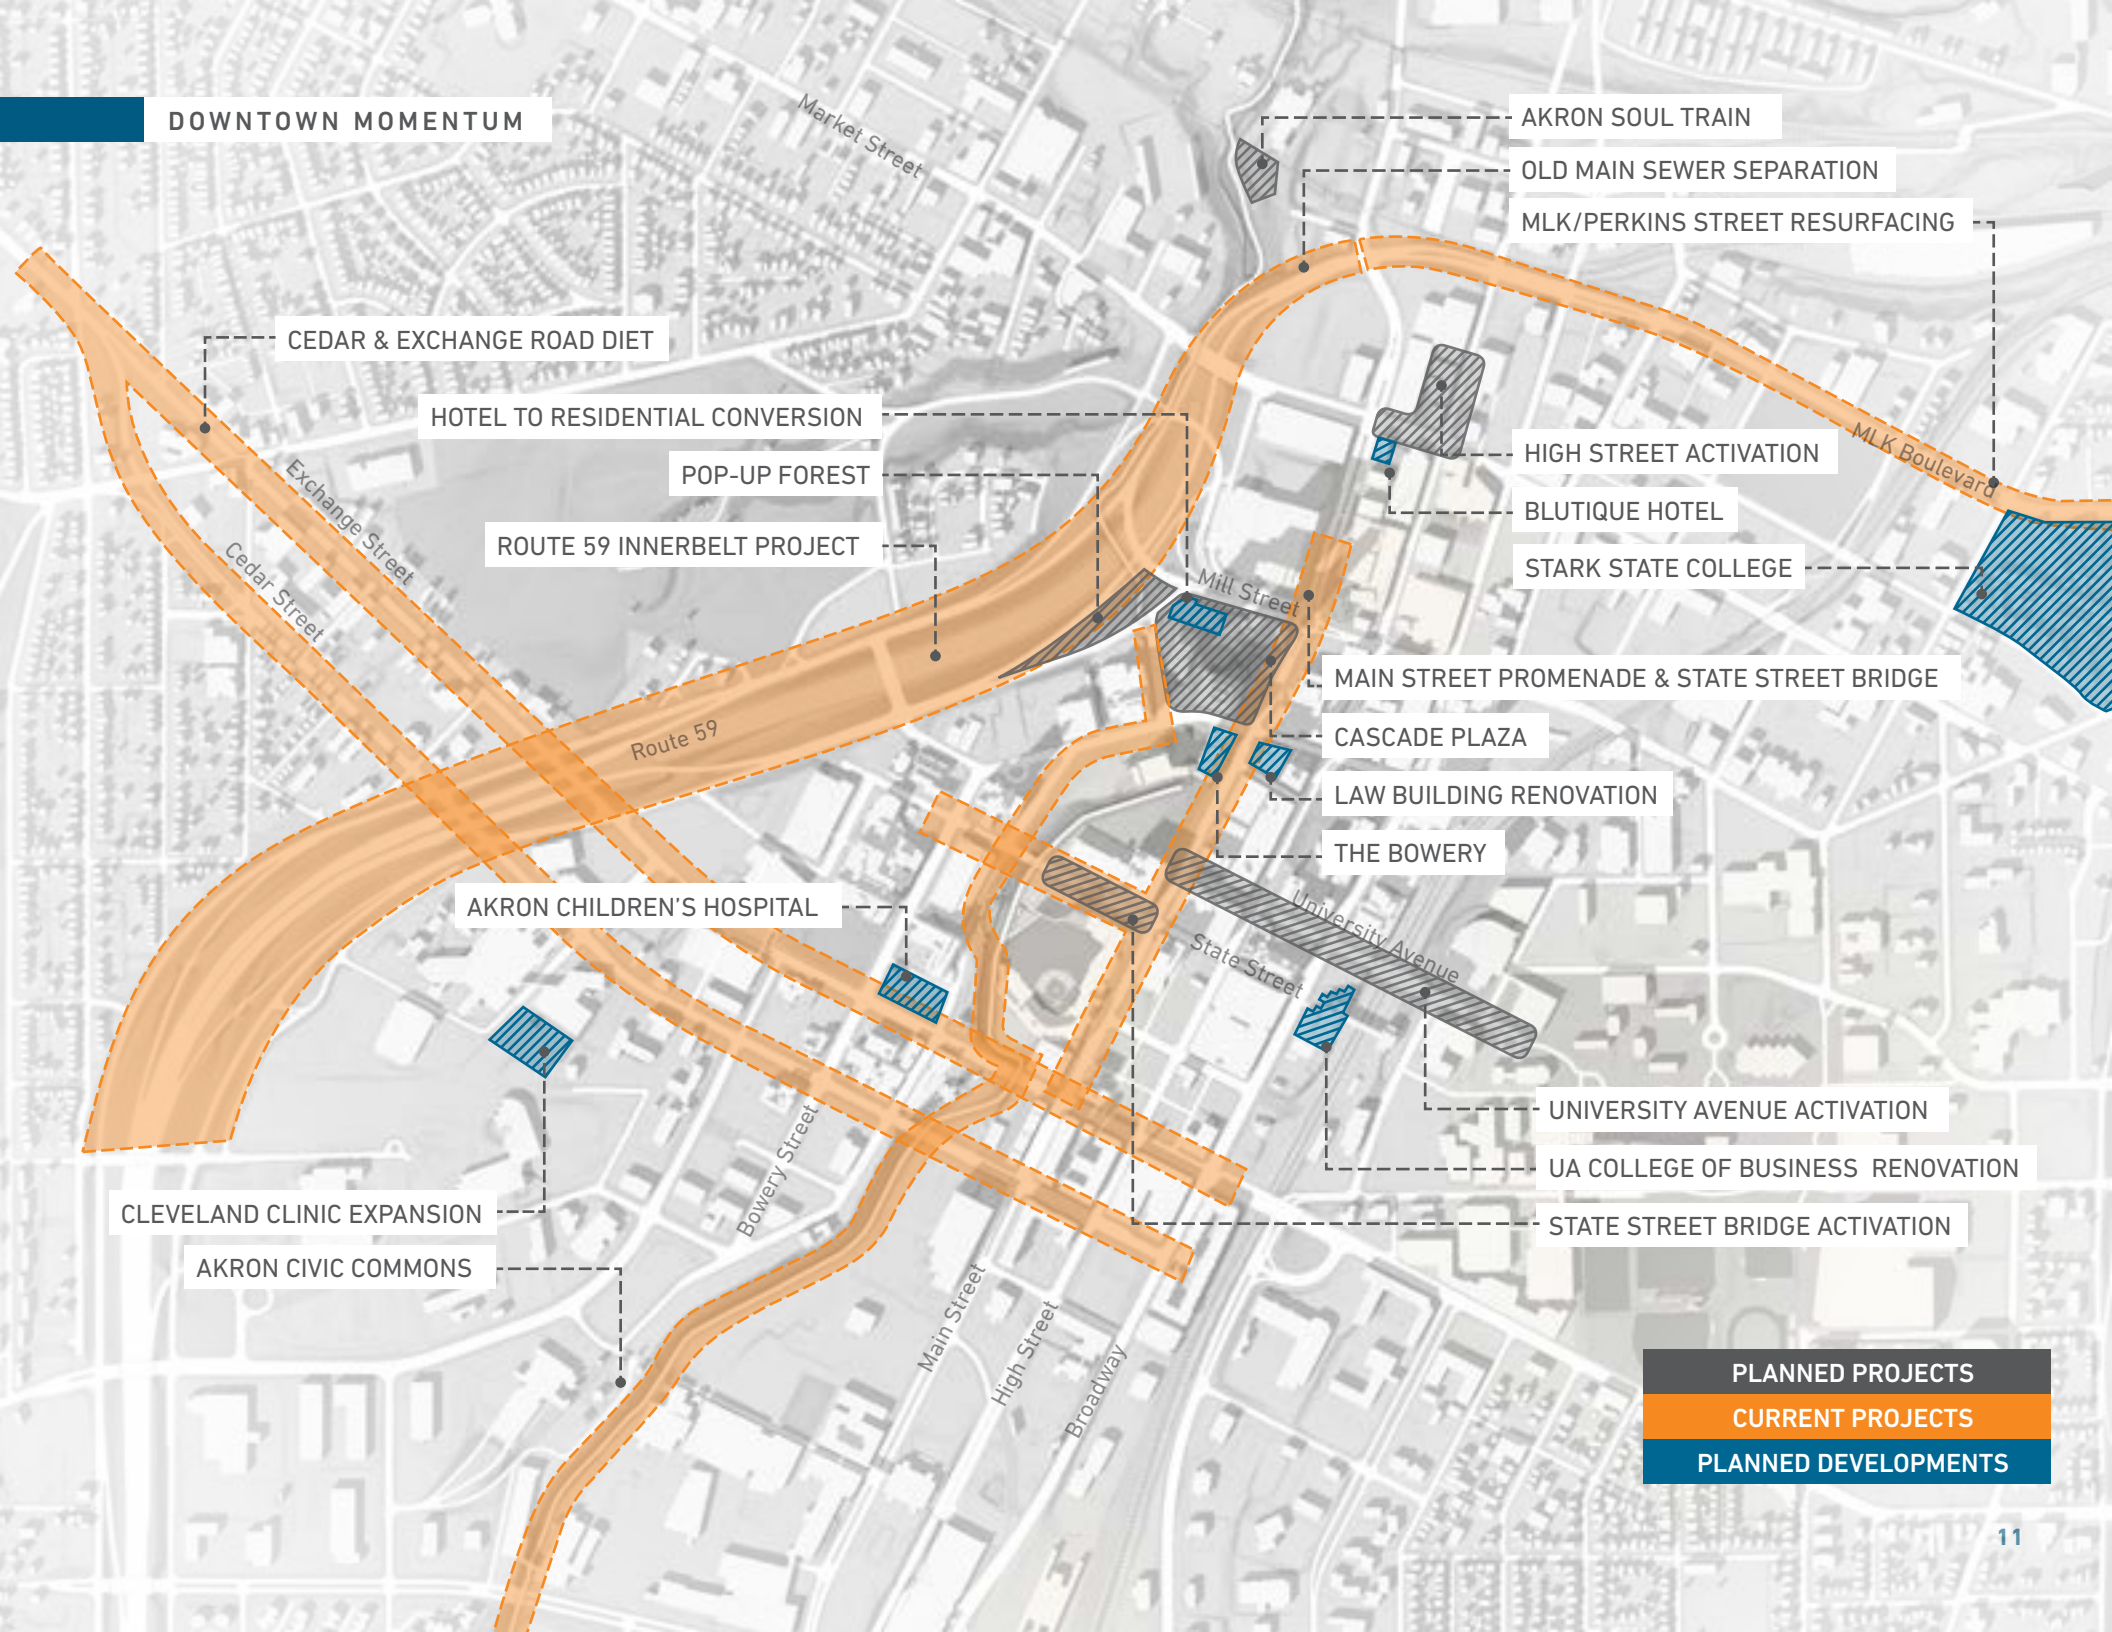 DOWNTOWN MOMENTUM
Market Street
AKRON SOUL TRAIN
OLD MAIN SEWER SEPARATION
MLK/PERKINS STREET RESURFACING
CEDAR & EXCHANGE ROAD DIET
HOTEL TO RESIDENTIAL CONVERSION
POP-UP FOREST
ROUTE 59 INNERBELT PROJECT
Exchange Street
Cedar Street
MLK Boulevard
HIGH STREET ACTIVATION
BLUTIQUE HOTEL
STARK STATE COLLEGE
Mill Street
MAIN STREET PROMENADE & STATE STREET BRIDGE
CASCADE PLAZA
LAW BUILDING RENOVATION
THE BOWERY
Route 59
AKRON CHILDREN'S HOSPITAL
University Avenue
State Street
UNIVERSITY AVENUE ACTIVATION
UA COLLEGE OF BUSINESS RENOVATION
STATE STREET BRIDGE ACTIVATION
CLEVELAND CLINIC EXPANSION
AKRON CIVIC COMMONS
Bowery Street
Main Street
High Street
Broadway
PLANNED PROJECTS
CURRENT PROJECTS
PLANNED DEVELOPMENTS
11